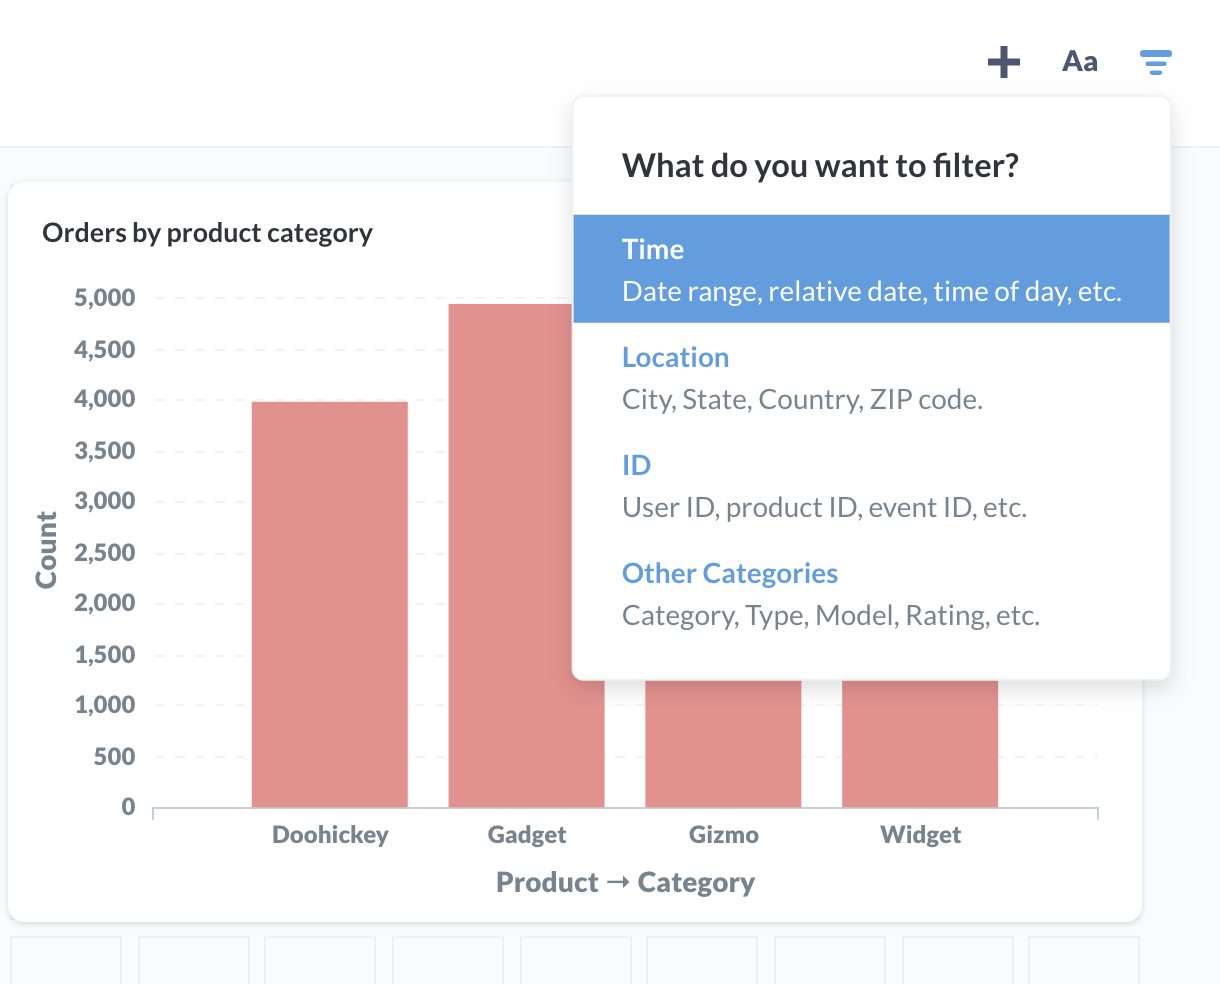 Aa
What do you want to filter?
Time
Date range, relative date, time of day, etc.
Location
City, State, Country, ZIP code.
ID
User ID, product ID, event ID, etc.
Other Categories
Category, Type, Model, Rating, etc.
Orders by product category
5,000
4,500
4,000
3,500
3,000
2,500
2,000
1,500
1,000
500
0
Count
Doohickey Gadget Gizmo Widget
Product → Category